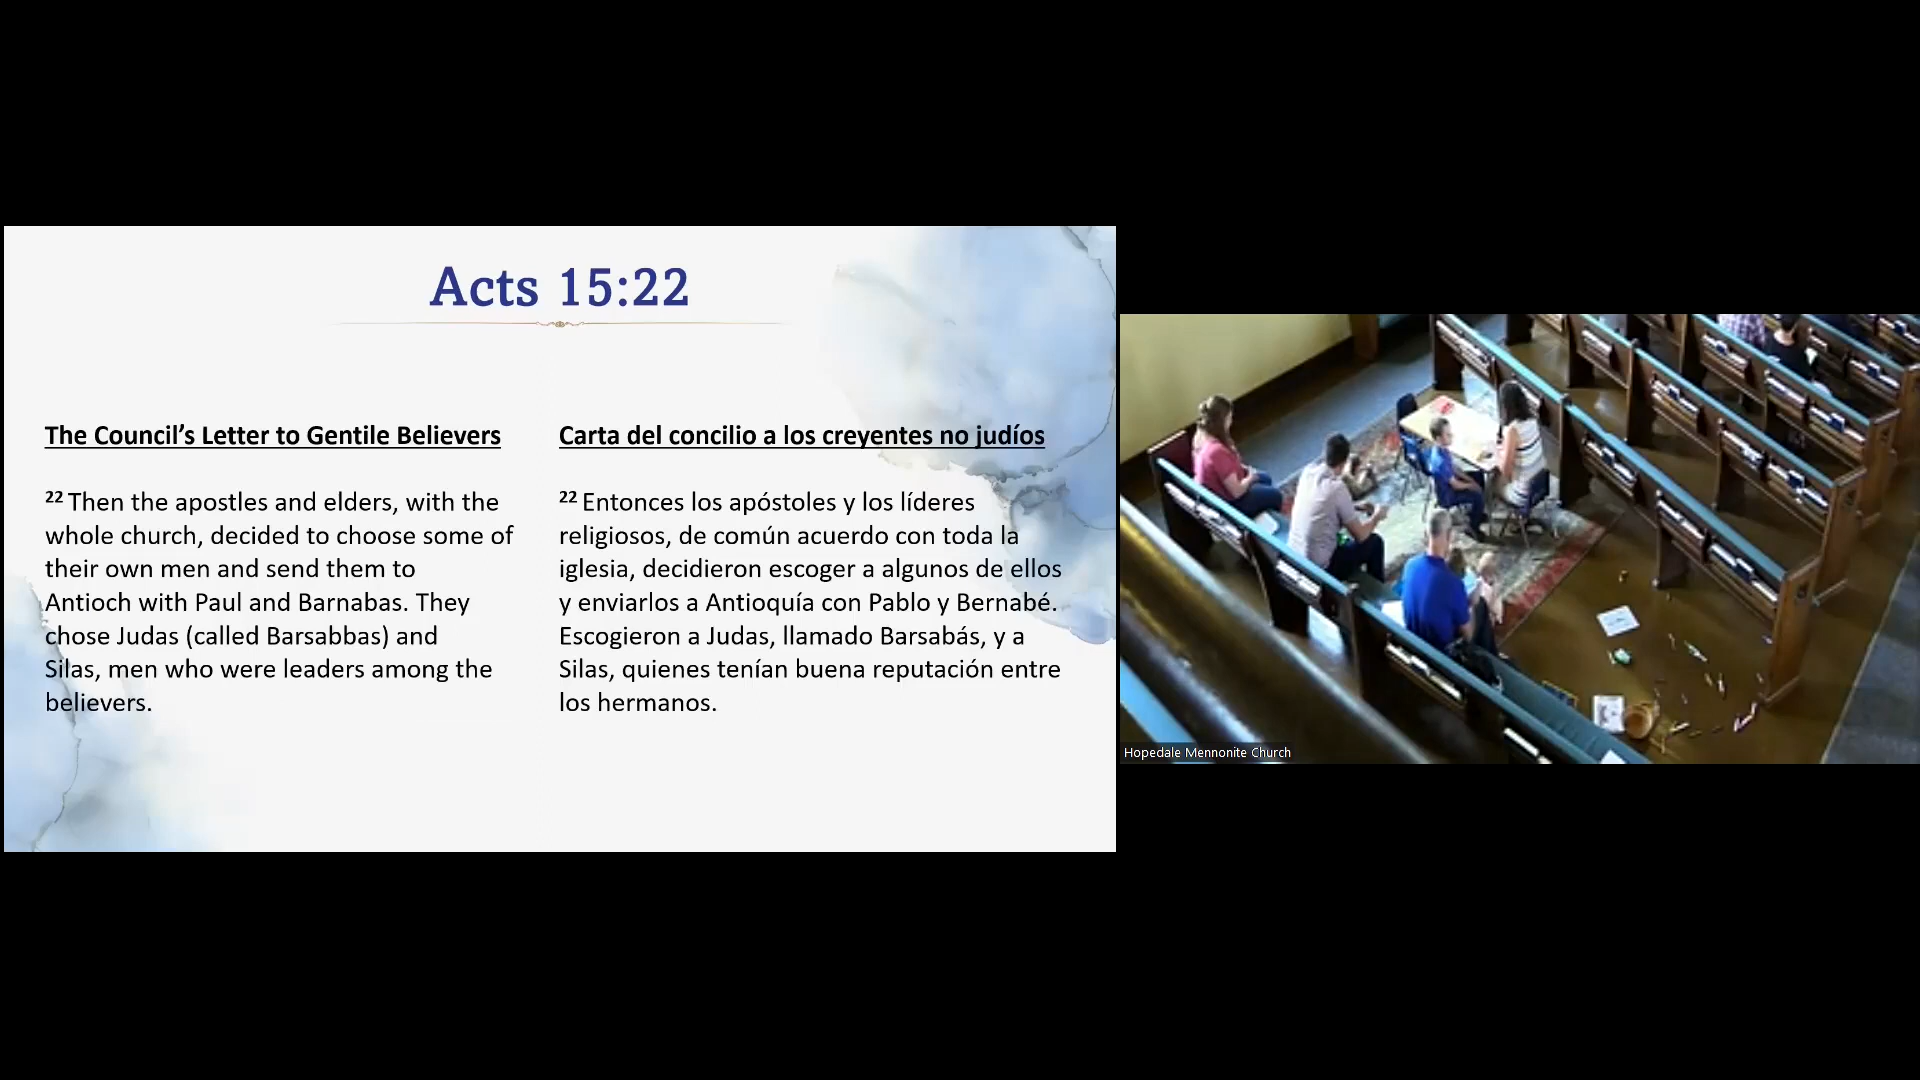 Acts 15:22
The Council’s Letter to Gentile Believers
22 Then the apostles and elders, with the
whole church, decided to choose some of
their own men and send them to
Antioch with Paul and Barnabas. They
chose Judas (called Barsabbas) and
Silas, men who were leaders among the
believers.
Carta del concilio a los creyentes no judíos
22 Entonces los apóstoles y los líderes
religiosos, de común acuerdo con toda la
iglesia, decidieron escoger a algunos de ellos
y enviarlos a Antioquía con Pablo y Bernabé.
Escogieron a Judas, llamado Barsabás, y a
Silas, quienes tenían buena reputación entre
los hermanos.
Hopedale Mennonite Church